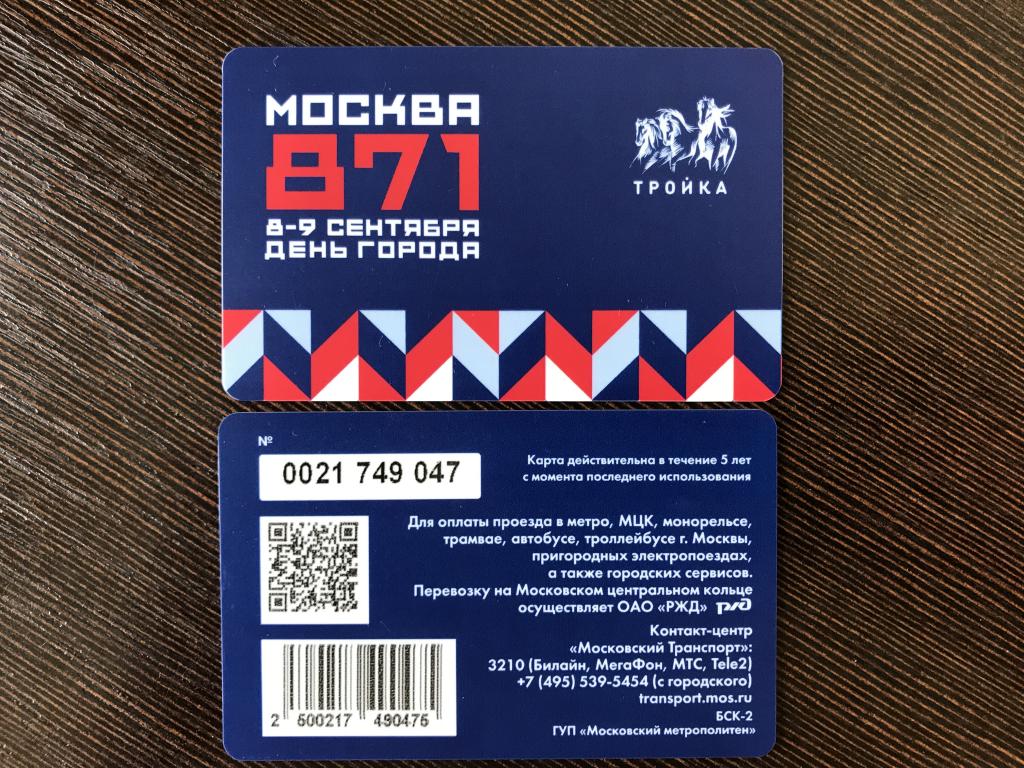 МОСКВА
871
8-9 СЕНТЯБРЯ
ДЕНЬ ГОРОДА
ТРОЙКА
№
0021 749 047
Карта действительна в течение 5 лет
с момента последнего использования
Для оплаты проезда в метро, МЦК, монорельсе,
трамвае, автобусе, троллейбусе г. Москвы,
пригородных электропоездах,
а также городских сервисов.
Перевозку на Московском центральном кольце
осуществляет ОАО «РЖД» ржд
Контакт-центр
«Московский Транспорт»:
3210 (Билайн, МегаФон, МТС, Tele2)
+7 (495) 539-5454 (с городского)
transport.mos.ru
БСК-2
ГУП «Московский метрополитен»
2 500217 490475